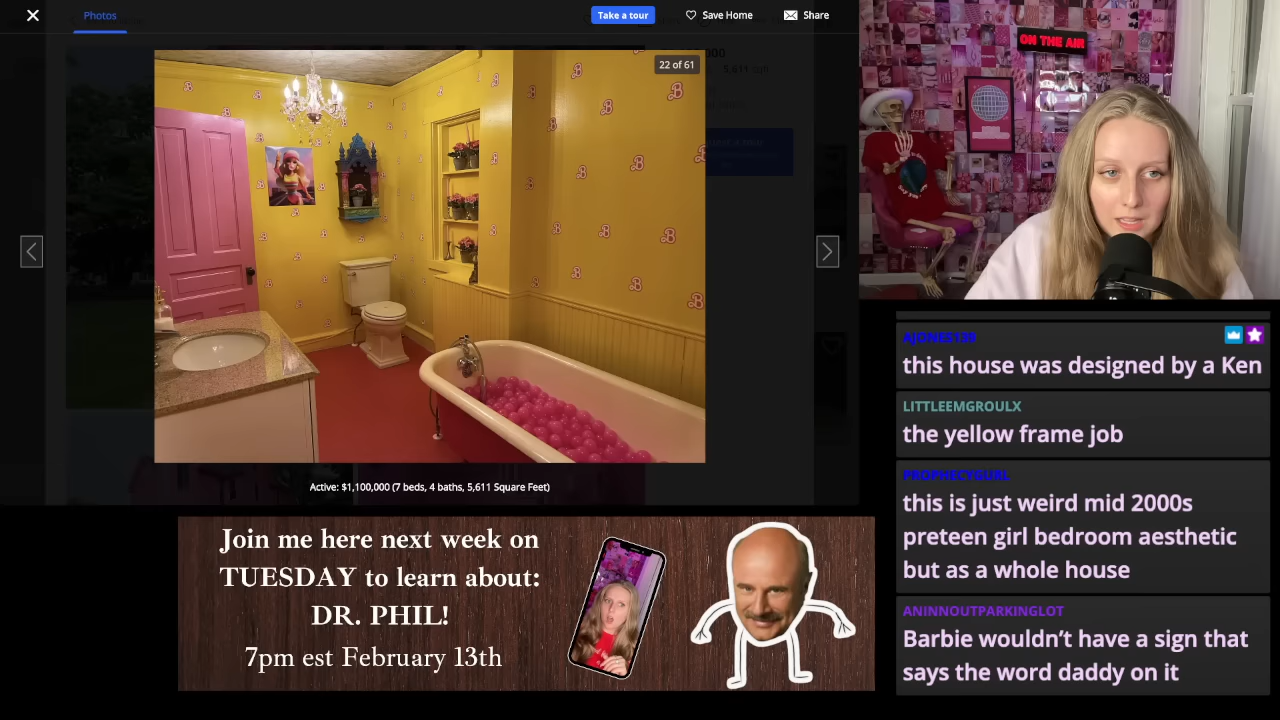 Photos
Take a tour
Save Home
Share
22 of 61
ON THE AIR
B
Active: $1,100,000 (7 beds, 4 baths, 5,611 Square Feet)
AJONES130
this house was designed by a Ken
LITTLEEMGROULX
the yellow frame job
PROPHECYGURL
this is just weird mid 2000s
preteen girl bedroom aesthetic
but as a whole house
ANINNOUTPARKINGLOT
Barbie wouldn't have a sign that
says the word daddy on it
Join me here next week on
TUESDAY to learn about:
DR. PHIL!
7pm est February 13th